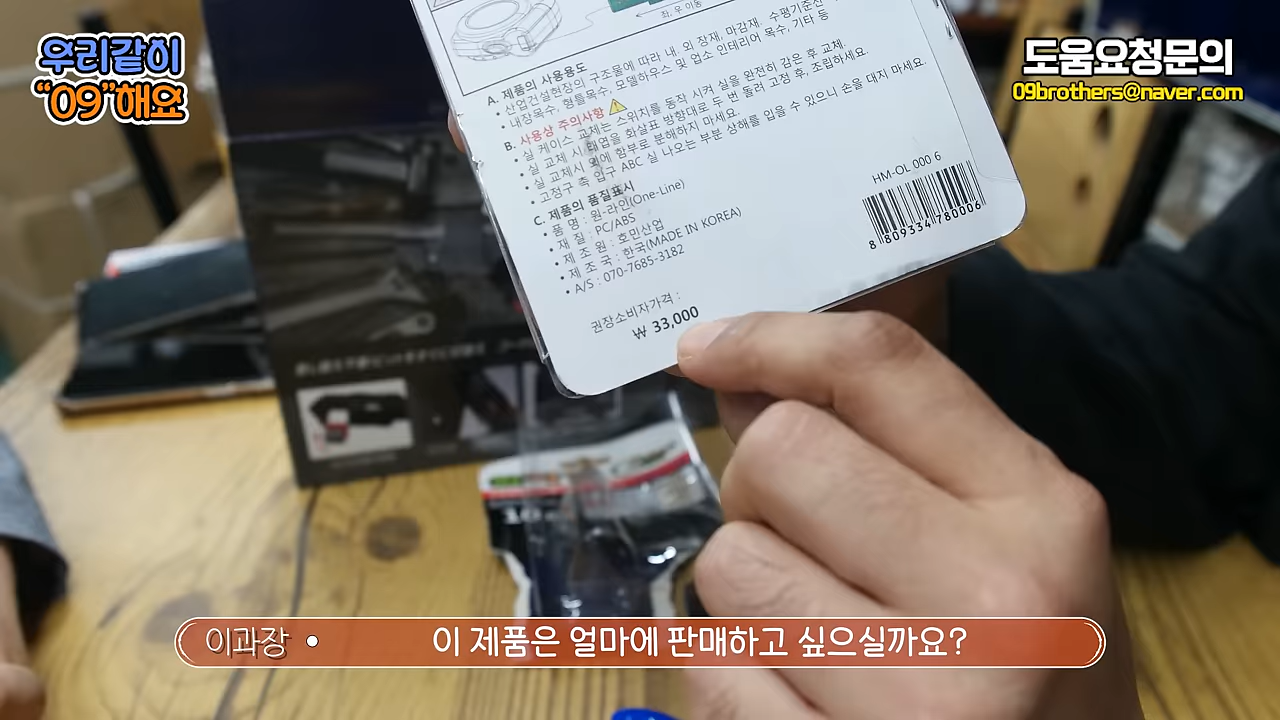 우리같이
"09"해요
도움요청문의
09brothers@naver.com
좌, 우 이동
A. 제품의 사용용도
• 산업건설현장의 구조물에 따라 내, 외 장재, 마감재. 수평기준선
• 내장목수, 형틀목수, 모델하우스 및 업소 인테리어 목수, 기타 등
B. 사용상 주의사항
• 실 케이스 교체는 스위치를 동작 시켜 실을 완전히 감은 후 교체
• 실 교체 시 태엽을 화살표 방향대로 두 번 돌려 고정 후, 조립하세요.
• 실 교체시 외에 함부로 분해하지 마세요.
• 고정구 촉 입구 ABC 실 나오는 부분 상해를 입을 수 있으니 손을 대지 마세요.
C. 제품의 품질표시
• 품 명 : 원-라인(One-Line)
• 재 질 : PC/ABS
• 제 조 원 : 호민산업
• 제 조 국 : 한국(MADE IN KOREA)
• A/S : 070-7685-3182
HM-OL 000 6
8 809334 780006
권장소비자가격 :
₩ 33,000
이과장 • 이 제품은 얼마에 판매하고 싶으실까요?